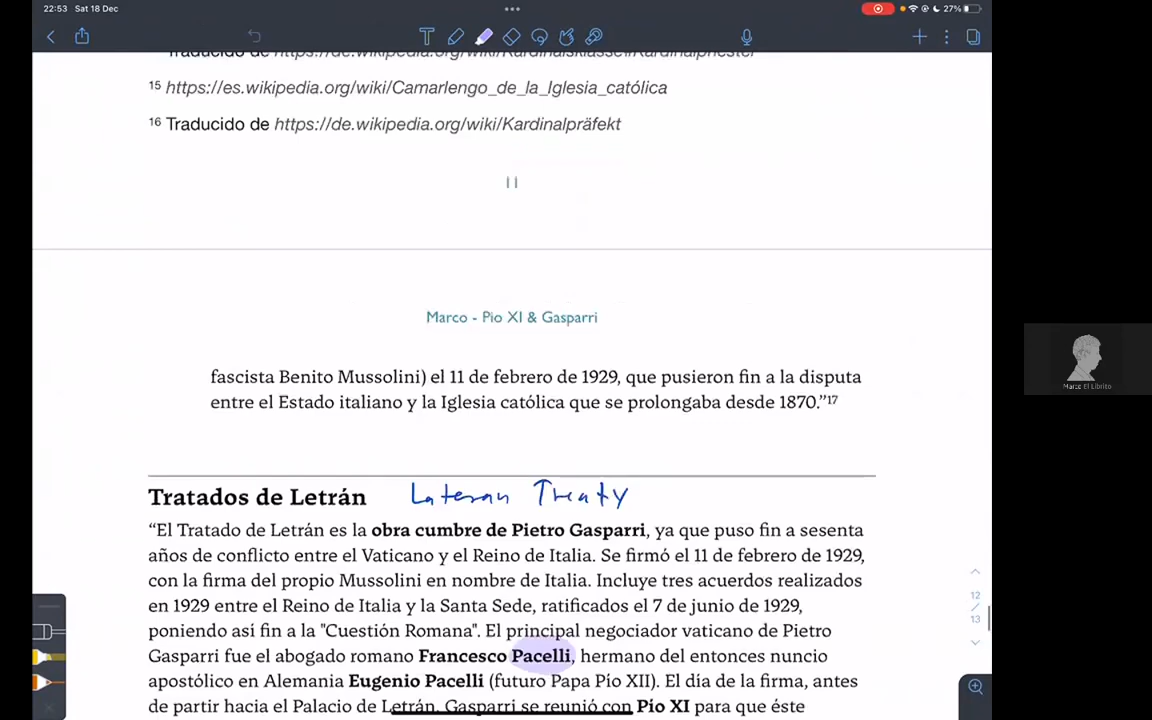 22:53 Sat 18 Dec
27%
Traducido de https://de.wikipedia.org/wiki/Kardinalsklasse#Kardinalpriester
15 https://es.wikipedia.org/wiki/Camarlengo_de_la_Iglesia_católica
16 Traducido de https://de.wikipedia.org/wiki/Kardinalpräfekt
11
Marco - Pio XI & Gasparri
fascista Benito Mussolini) el 11 de febrero de 1929, que pusieron fin a la disputa
entre el Estado italiano y la Iglesia católica que se prolongaba desde 1870.”17
Tratados de Letrán Lateran Treaty
“El Tratado de Letrán es la obra cumbre de Pietro Gasparri, ya que puso fin a sesenta
años de conflicto entre el Vaticano y el Reino de Italia. Se firmó el 11 de febrero de 1929,
con la firma del propio Mussolini en nombre de Italia. Incluye tres acuerdos realizados
en 1929 entre el Reino de Italia y la Santa Sede, ratificados el 7 de junio de 1929,
poniendo así fin a la "Cuestión Romana". El principal negociador vaticano de Pietro
Gasparri fue el abogado romano Francesco Pacelli, hermano del entonces nuncio
apostólico en Alemania Eugenio Pacelli (futuro Papa Pío XII). El día de la firma, antes
de partir hacia el Palacio de Letrán, Gasparri se reunió con Pío XI para que éste
12
/
13
Marco El Librito